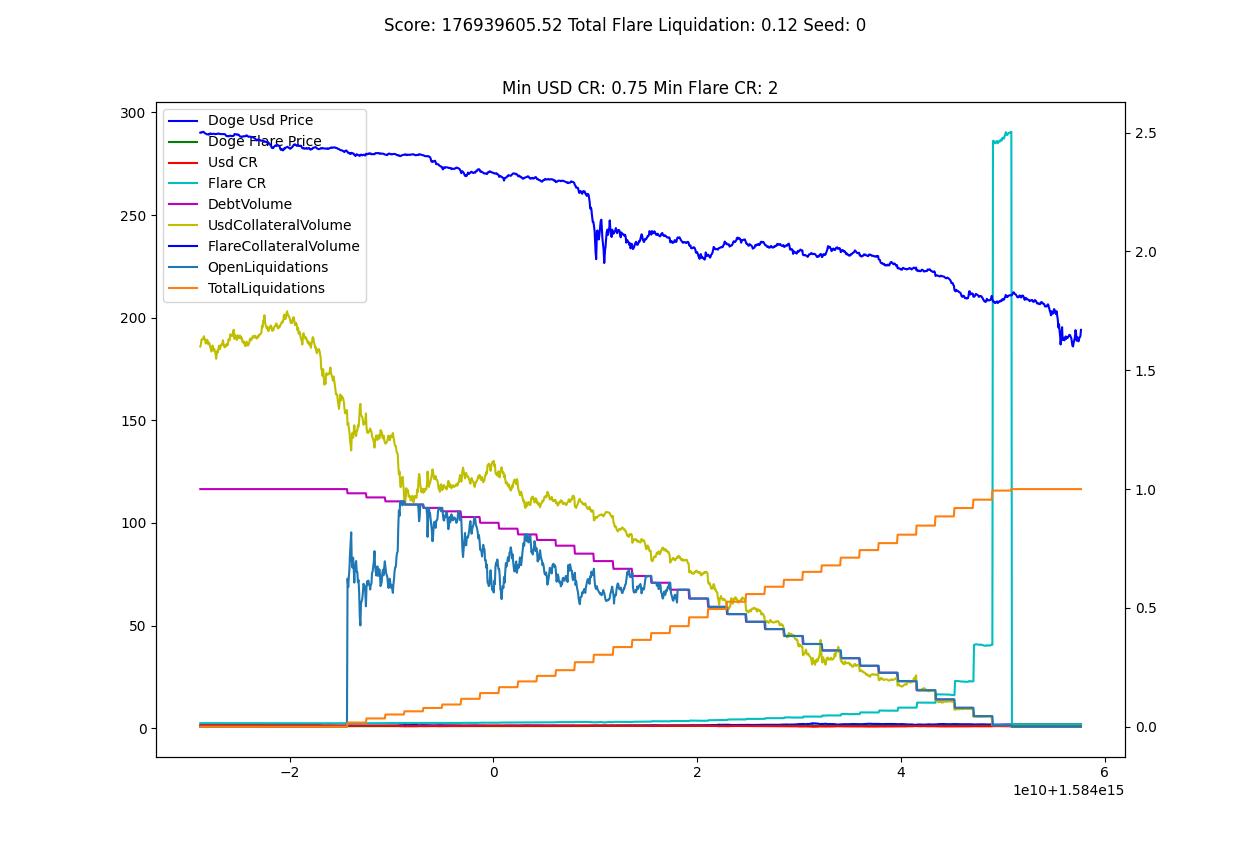 Score: 176939605.52 Total Flare Liquidation: 0.12 Seed: 0
Min USD CR: 0.75 Min Flare CR: 2
Doge Usd Price
Doge Flare Price
Usd CR
Flare CR
DebtVolume
UsdCollateralVolume
FlareCollateralVolume
OpenLiquidations
TotalLiquidations
300
250
200
150
100
50
0
2.5
2.0
1.5
1.0
0.5
0.0
−2
0
2
4
6
1e10+1.584e15